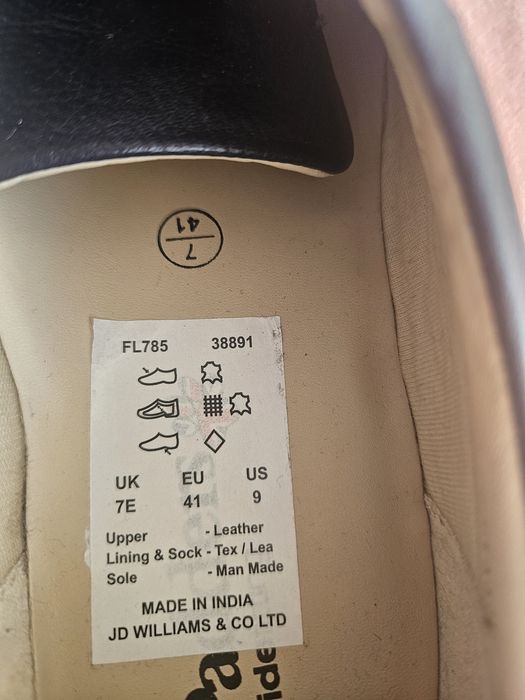 7
41
FL785 38891
UK EU US
7E 41 9
Upper - Leather
Lining & Sock - Tex / Lea
Sole - Man Made
MADE IN INDIA
JD WILLIAMS & CO LTD